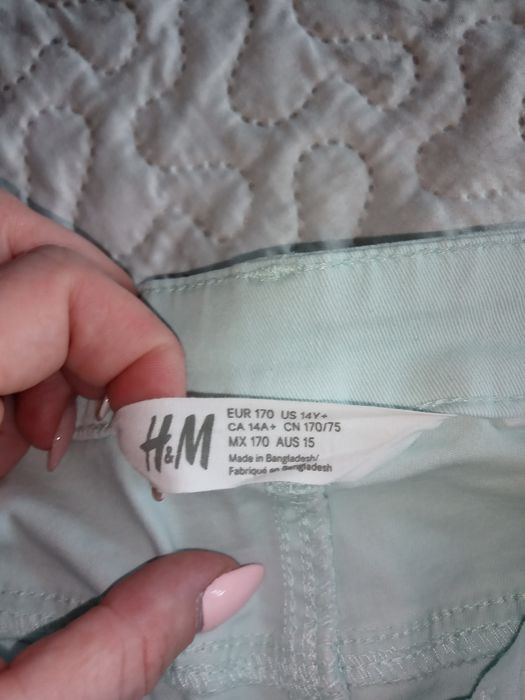 H&M
EUR 170 US 14Y+
CA 14A+ CN 170/75
MX 170 AUS 15
Made in Bangladesh/
Fabriqué en Bangladesh